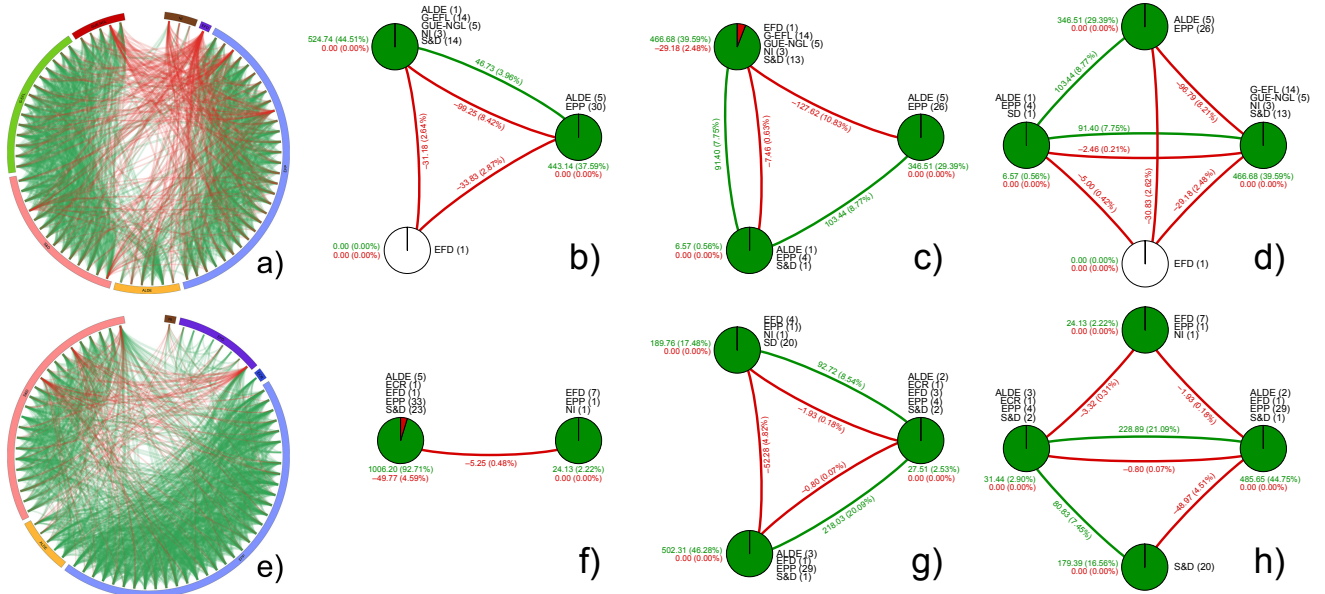 a)
ALDE (1)
G-EFL (14)
GUE-NGL (5)
NI (3)
S&D (14)
524.74 (44.51%)
0.00 (0.00%)
46.73 (3.96%)
−99.25 (8.42%)
−31.18 (2.64%)
−33.83 (2.87%)
ALDE (5)
EPP (30)
443.14 (37.59%)
0.00 (0.00%)
0.00 (0.00%)
0.00 (0.00%)
EFD (1)
b)
EFD (1)
G-EFL (14)
GUE-NGL (5)
NI (3)
S&D (13)
466.68 (39.59%)
−29.18 (2.48%)
−127.62 (10.83%)
91.40 (7.75%)
−7.46 (0.63%)
103.44 (8.77%)
ALDE (5)
EPP (26)
346.51 (29.39%)
0.00 (0.00%)
6.57 (0.56%)
0.00 (0.00%)
ALDE (1)
EPP (4)
S&D (1)
c)
346.51 (29.39%)
0.00 (0.00%)
ALDE (5)
EPP (26)
103.44 (8.77%)
−96.79 (8.21%)
ALDE (1)
EPP (4)
SD (1)
G-EFL (14)
GUE-NGL (5)
NI (3)
S&D (13)
91.40 (7.75%)
−2.46 (0.21%)
6.57 (0.56%)
0.00 (0.00%)
466.68 (39.59%)
0.00 (0.00%)
−5.00 (0.42%)
−30.83 (2.62%)
−29.18 (2.48%)
0.00 (0.00%)
0.00 (0.00%)
EFD (1)
d)
e)
ALDE (5)
ECR (1)
EFD (1)
EPP (33)
S&D (23)
1006.20 (92.71%)
−49.77 (4.59%)
−5.25 (0.48%)
EFD (7)
EPP (1)
NI (1)
24.13 (2.22%)
0.00 (0.00%)
f)
EFD (4)
EPP (1))
NI (1)
SD (20)
189.76 (17.48%)
0.00 (0.00%)
92.72 (8.54%)
−1.93 (0.18%)
−52.28 (4.82%)
−0.80 (0.07%)
218.03 (20.09%)
ALDE (2)
ECR (1)
EFD (3)
EPP (4)
S&D (2)
27.51 (2.53%)
0.00 (0.00%)
502.31 (46.28%)
0.00 (0.00%)
ALDE (3)
EFD (1)
EPP (29)
S&D (1)
g)
24.13 (2.22%)
0.00 (0.00%)
EFD (7)
EPP (1)
NI (1)
−3.32 (0.31%)
−1.93 (0.18%)
ALDE (3)
ECR (1)
EPP (4)
S&D (2)
ALDE (2)
EFD (1)
EPP (29)
S&D (1)
228.89 (21.09%)
−0.80 (0.07%)
31.44 (2.90%)
0.00 (0.00%)
485.65 (44.75%)
0.00 (0.00%)
80.83 (7.45%)
−48.97 (4.51%)
179.39 (16.56%)
0.00 (0.00%)
S&D (20)
h)